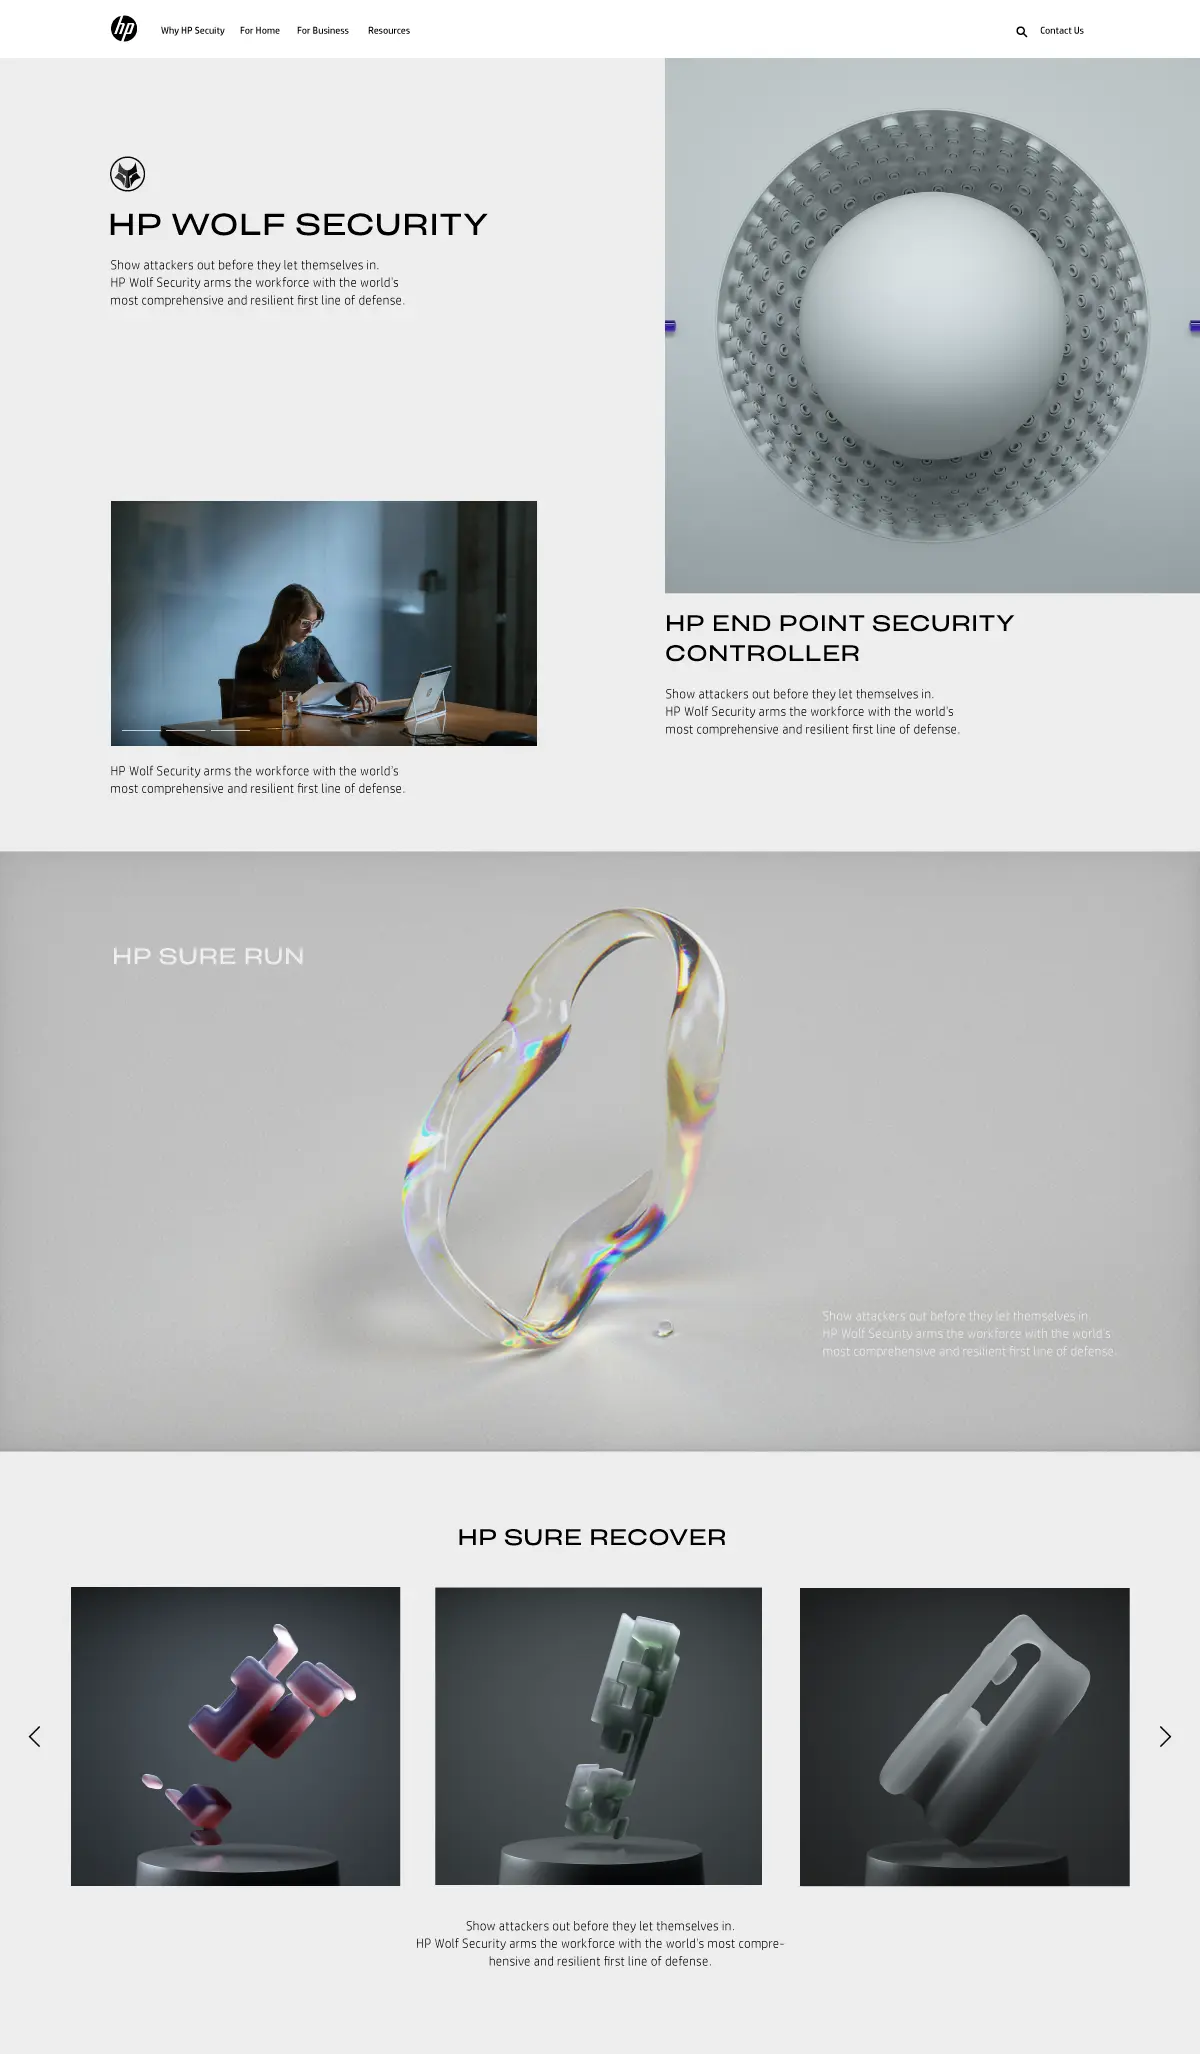 hp
Why HP Secuity
For Home
For Business
Resources
Contact Us
HP WOLF SECURITY
Show attackers out before they let themselves in.
HP Wolf Security arms the workforce with the world's
most comprehensive and resilient first line of defense.
HP END POINT SECURITY
CONTROLLER
Show attackers out before they let themselves in.
HP Wolf Security arms the workforce with the world's
most comprehensive and resilient first line of defense.
HP Wolf Security arms the workforce with the world's
most comprehensive and resilient first line of defense.
HP SURE RUN
Show attackers out before they let themselves in.
HP Wolf Security arms the workforce with the world's
most comprehensive and resilient first line of defense.
HP SURE RECOVER
Show attackers out before they let themselves in.
HP Wolf Security arms the workforce with the world's most compre-
hensive and resilient first line of defense.